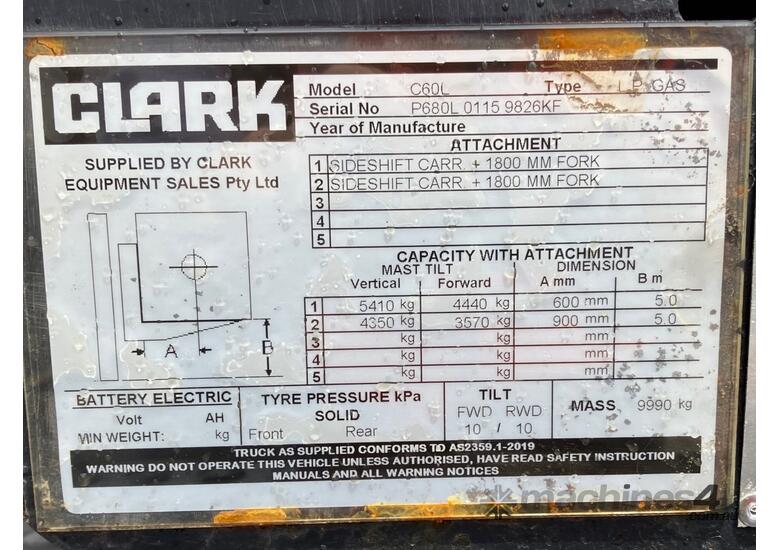 CLARK
SUPPLIED BY CLARK
EQUIPMENT SALES Pty Ltd
Model C60L Type LP GAS
Serial No P680L 0115 9826KF
Year of Manufacture
ATTACHMENT
1 SIDESHIFT CARR. + 1800 MM FORK
2 SIDESHIFT CARR. + 1800 MM FORK
3
4
5
CAPACITY WITH ATTACHMENT
MAST TILT DIMENSION
Vertical Forward A mm B m
1 5410 kg 4440 kg 600 mm 5.0
2 4350 kg 3570 kg 900 mm 5.0
3 kg kg mm
4 kg kg mm
5 kg kg mm
A B
BATTERY ELECTRIC
Volt AH
WIN WEIGHT: kg
TYRE PRESSURE kPa
SOLID
Front Rear
TILT
FWD RWD
10 / 10
MASS 9990 kg
TRUCK AS SUPPLIED CONFORMS TO AS2359.1-2019
WARNING DO NOT OPERATE THIS VEHICLE UNLESS AUTHORISED, HAVE READ SAFETY INSTRUCTION
MANUALS AND ALL WARNING NOTICES
machines4u
.com.au